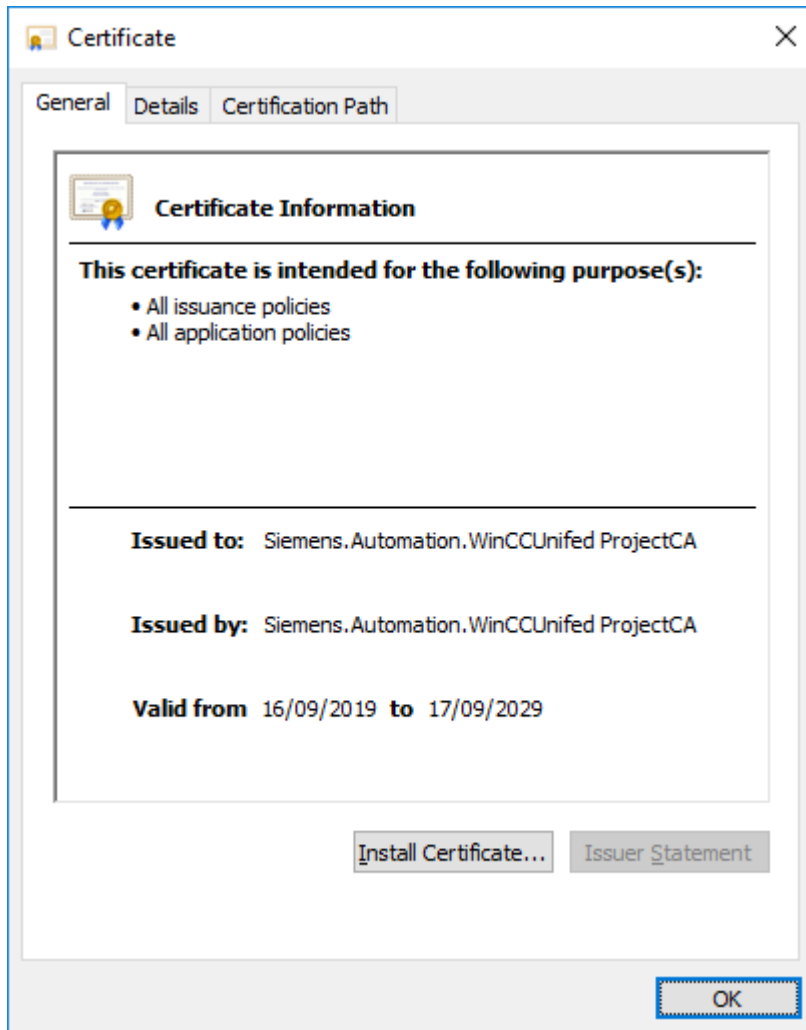 Certificate
General Details Certification Path
Certificate Information
This certificate is intended for the following purpose(s):
• All issuance policies
• All application policies
Issued to: Siemens.Automation.WinCCUnifed ProjectCA
Issued by: Siemens.Automation.WinCCUnifed ProjectCA
Valid from 16/09/2019 to 17/09/2029
Install Certificate... Issuer Statement
OK